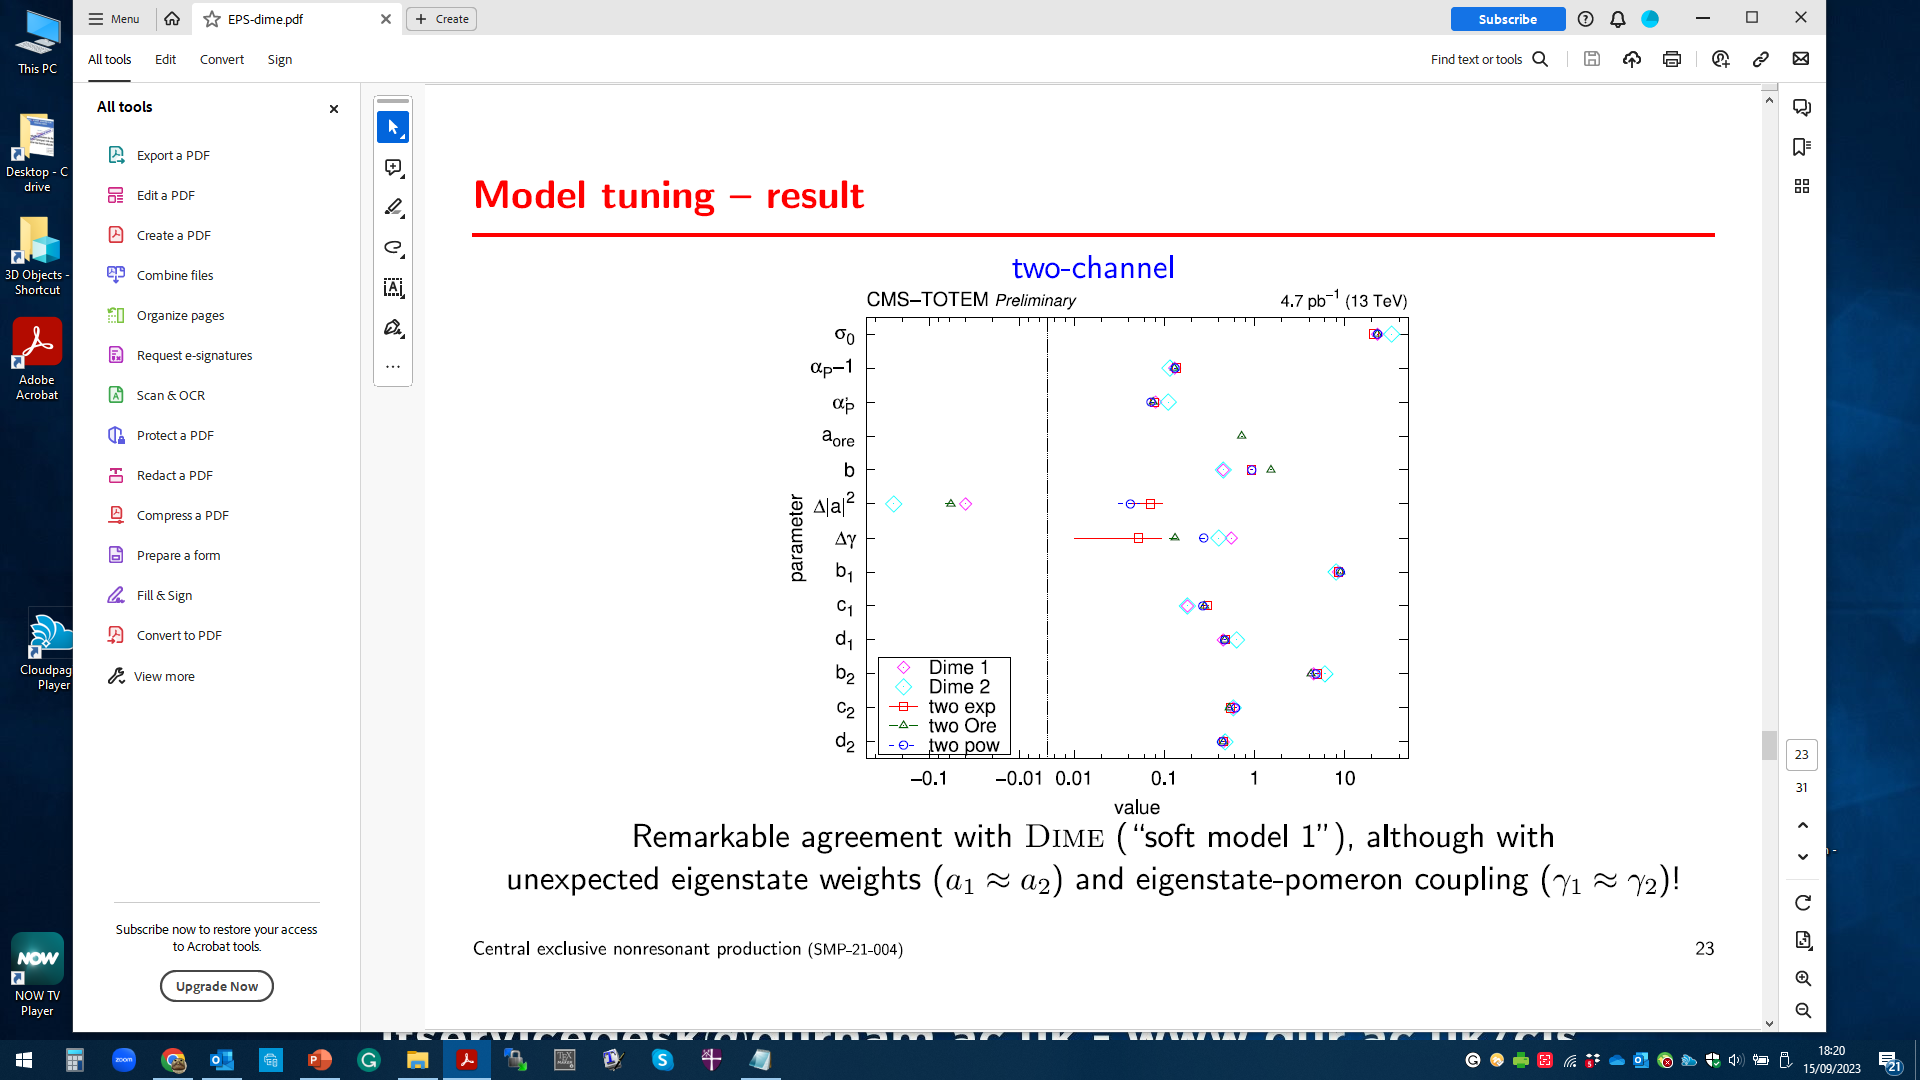 This PC
Desktop - C
drive
3D Objects -
Shortcut
Adobe
Acrobat
Cloudpag
Player
NOW
NOW TV
Player
Menu
EPS-dime.pdf
Create
Subscribe
All tools
Edit
Convert
Sign
Find text or tools
All tools
Export a PDF
Edit a PDF
Create a PDF
Combine files
Organize pages
Request e-signatures
Scan & OCR
Protect a PDF
Redact a PDF
Compress a PDF
Prepare a form
Fill & Sign
Convert to PDF
View more
Subscribe now to restore your access
to Acrobat tools.
Upgrade Now
Model tuning – result
two-channel
CMS–TOTEM Preliminary
4.7 pb⁻¹ (13 TeV)
parameter
σ₀
α_P–1
α'_P
a_ore
b
Δ|a|²
Δγ
b₁
c₁
d₁
b₂
c₂
d₂
Dime 1
Dime 2
two exp
two Ore
two pow
–0.1 –0.01 0.01 0.1 1 10
value
Remarkable agreement with DIME (“soft model 1”), although with
unexpected eigenstate weights (a₁ ≈ a₂) and eigenstate-pomeron coupling (γ₁ ≈ γ₂)!
Central exclusive nonresonant production (SMP-21-004)
23
23
31
18:20
15/09/2023
21